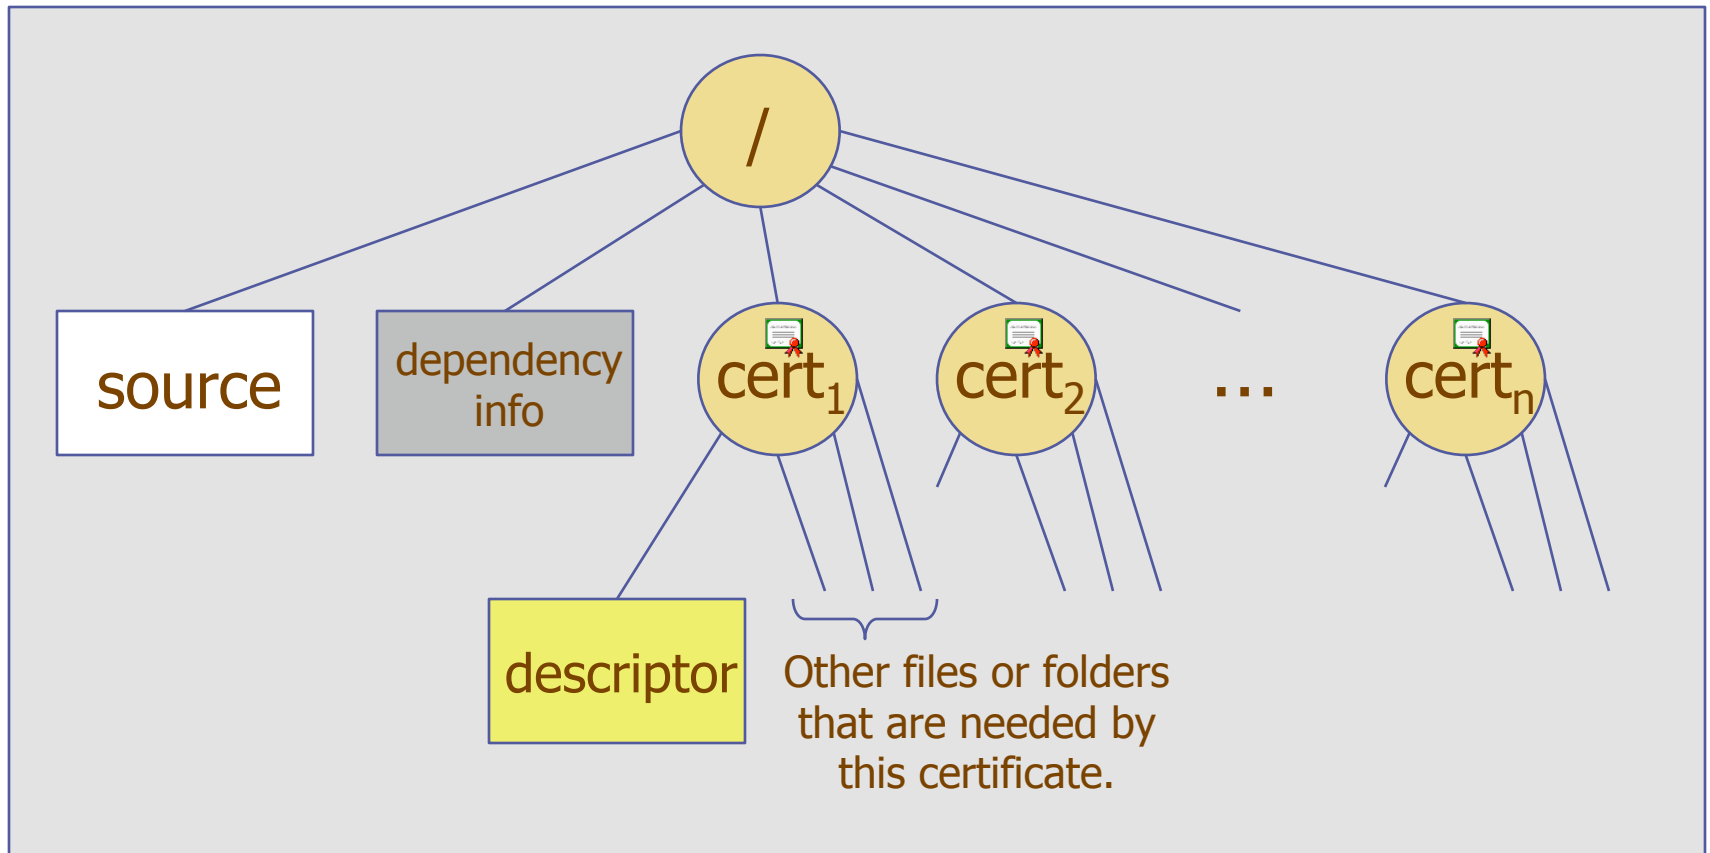 /
source
dependency
info
cert₁
cert₂
...
certₙ
descriptor
Other files or folders
that are needed by
this certificate.